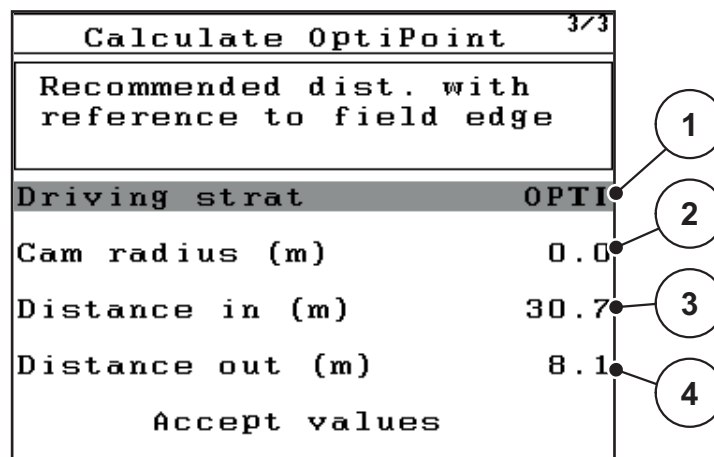 Calculate OptiPoint 3/3
Recommended dist. with
reference to field edge
Driving strat OPTI
Cam radius (m) 0.0
Distance in (m) 30.7
Distance out (m) 8.1
Accept values
1
2
3
4